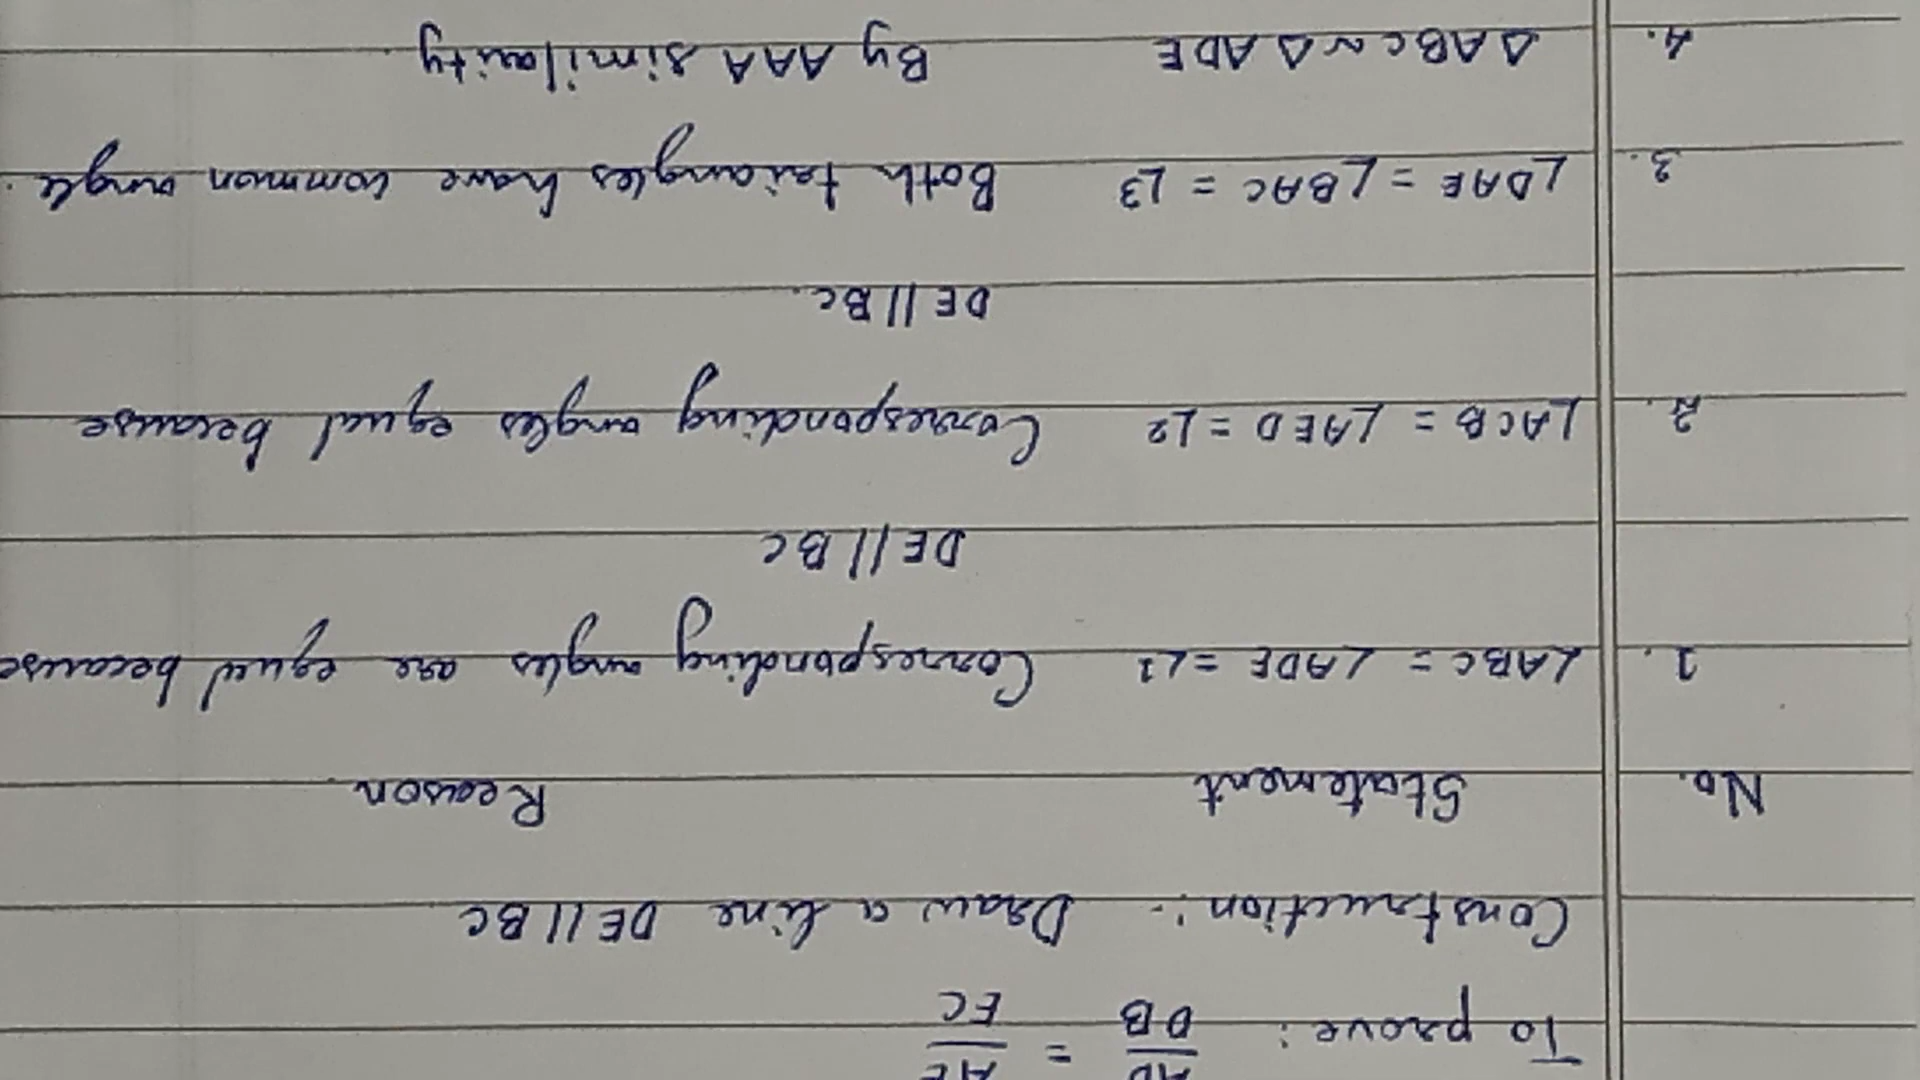 To prove: AD/DB = AE/EC
Construction:- Draw a line DE||BC
No. Statement Reason
1. ∠ABC = ∠ADE = ∠1 Corresponding angles are equal because
DE||BC
2. ∠ACB = ∠AED = ∠2 Corresponding angles equal because
DE||BC.
3. ∠DAE = ∠BAC = ∠3 Both triangles have common angle.
4. ΔABC ~ ΔADE By AAA similarity.